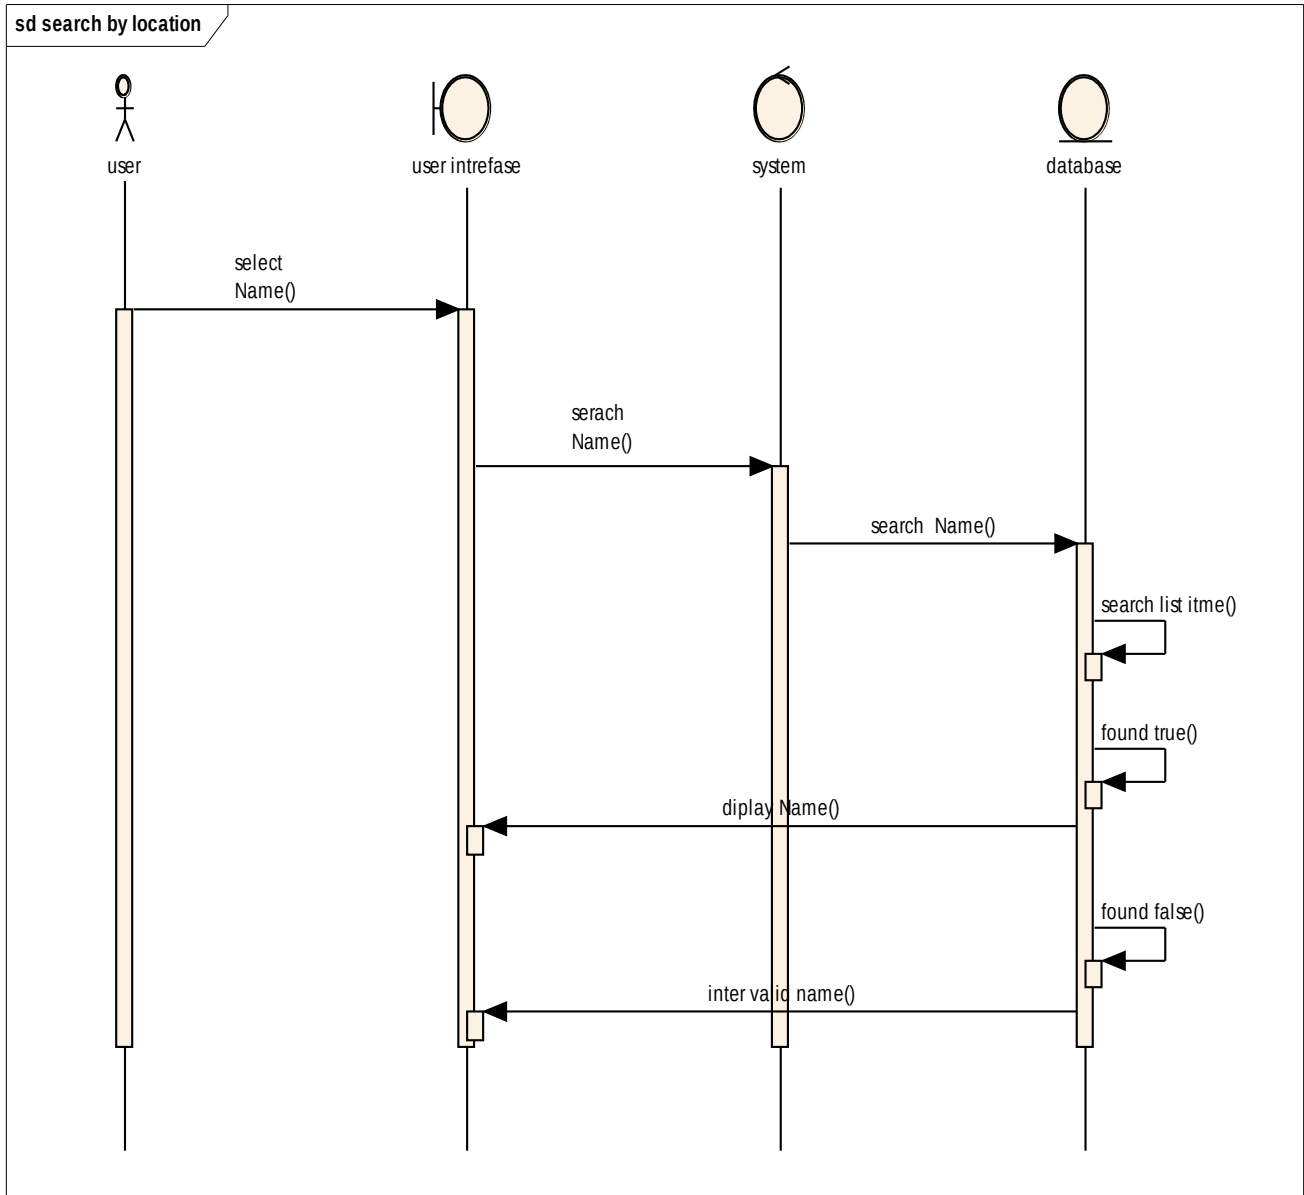 sd search by location
user
user intrefase
system
database
select
Name()
serach
Name()
search  Name()
search list itme()
found true()
diplay Name()
found false()
inter valid name()